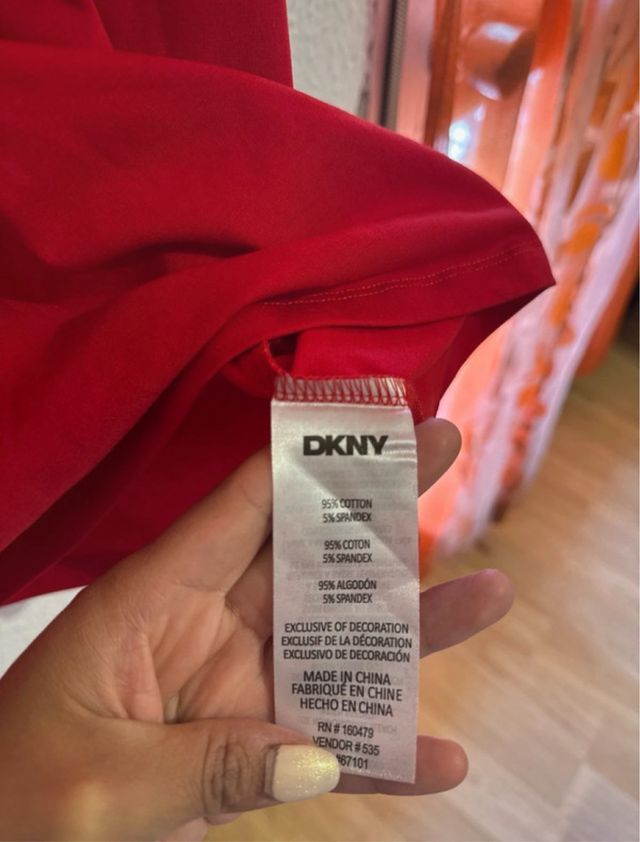 DKNY
95% COTTON
5% SPANDEX
95% COTON
5% SPANDEX
95% ALGODÓN
5% SPANDEX
EXCLUSIVE OF DECORATION
EXCLUSIF DE LA DÉCORATION
EXCLUSIVO DE DECORACIÓN
MADE IN CHINA
FABRIQUÉ EN CHINE
HECHO EN CHINA
RN # 160479
VENDOR # 535
#67101